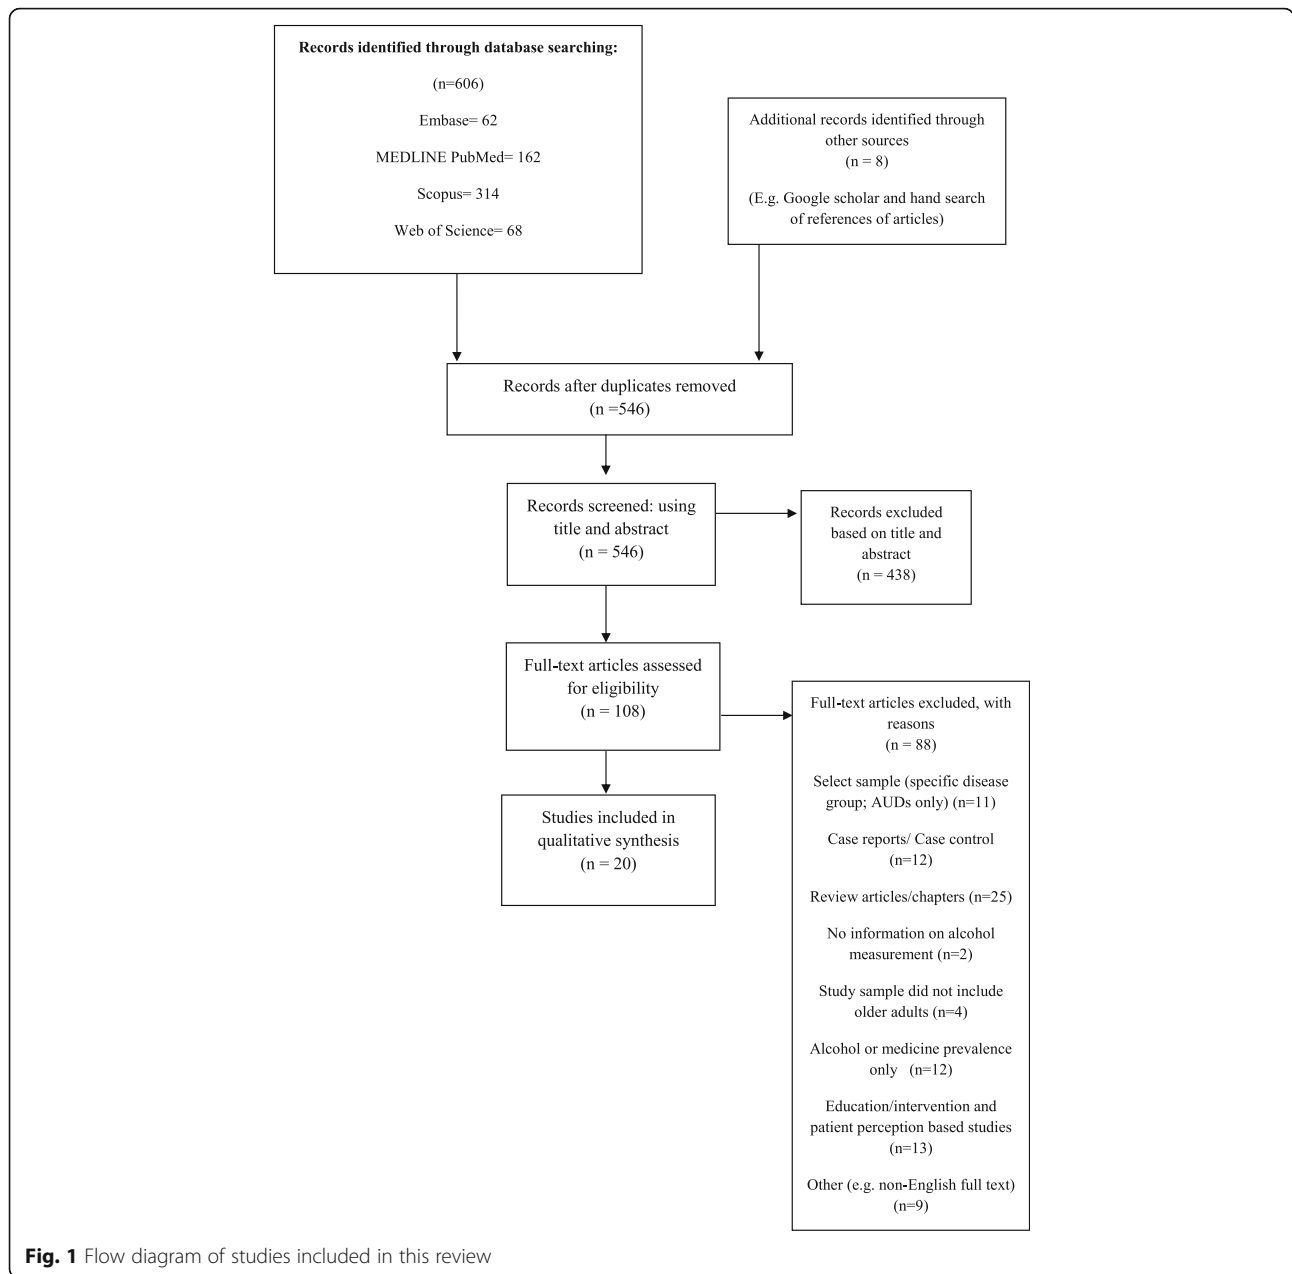 Records identified through database searching:
(n=606)
Embase= 62
MEDLINE PubMed= 162
Scopus= 314
Web of Science= 68
Additional records identified through
other sources
(n = 8)
(E.g. Google scholar and hand search
of references of articles)
Records after duplicates removed
(n =546)
Records screened: using
title and abstract
(n = 546)
Records excluded
based on title and
abstract
(n = 438)
Full-text articles assessed
for eligibility
(n = 108)
Full-text articles excluded, with
reasons
(n = 88)
Select sample (specific disease
group; AUDs only) (n=11)
Case reports/ Case control
(n=12)
Review articles/chapters (n=25)
No information on alcohol
measurement (n=2)
Study sample did not include
older adults (n=4)
Alcohol or medicine prevalence
only (n=12)
Education/intervention and
patient perception based studies
(n=13)
Other (e.g. non-English full text)
(n=9)
Studies included in
qualitative synthesis
(n = 20)
Fig. 1 Flow diagram of studies included in this review